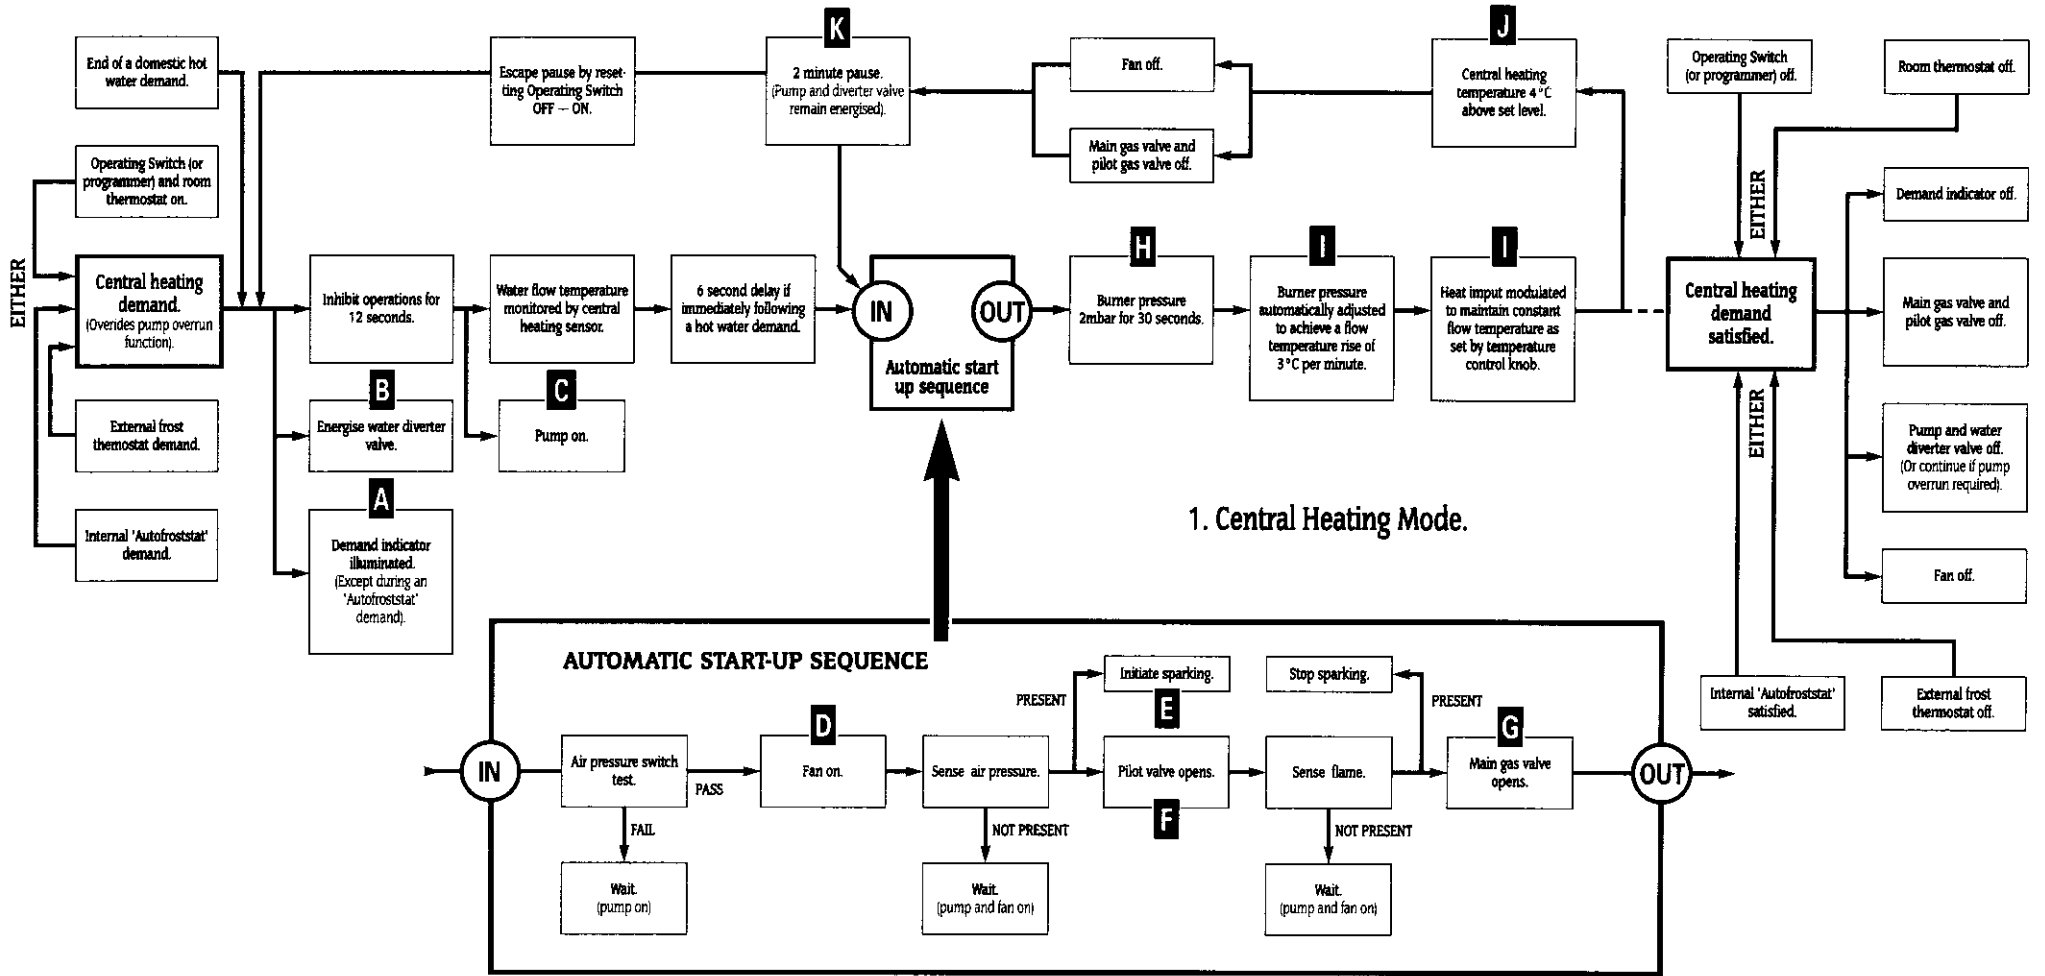 End of a domestic hot
water demand.
Escape pause by reset-
ting Operating Switch
OFF — ON.
K
2 minute pause.
(Pump and diverter valve
remain energised).
Fan off.
Main gas valve and
pilot gas valve off.
J
Central heating
temperature 4°C
above set level.
Operating Switch
(or programmer) off.
Room thermostat off.
Operating Switch (or
programmer) and room
thermostat on.
EITHER
Central heating
demand.
(Overides pump overrun
function).
External frost
thermostat demand.
Internal 'Autofroststat'
demand.
Inhibit operations for
12 seconds.
B
Energise water diverter
valve.
A
Demand indicator
illuminated.
(Except during an
'Autofroststat'
demand).
Water flow temperature
monitored by central
heating sensor.
C
Pump on.
6 second delay if
immediately following
a hot water demand.
IN
OUT
Automatic start
up sequence
H
Burner pressure
2mbar for 30 seconds.
I
Burner pressure
automatically adjusted
to achieve a flow
temperature rise of
3°C per minute.
I
Heat imput modulated
to maintain constant
flow temperature as
set by temperature
control knob.
EITHER
Central heating
demand
satisfied.
EITHER
Demand indicator off.
Main gas valve and
pilot gas valve off.
Pump and water
diverter valve off.
(Or continue if pump
overrun required).
Fan off.
Internal 'Autofroststat'
satisfied.
External frost
thermostat off.
1. Central Heating Mode.
AUTOMATIC START-UP SEQUENCE
IN
Air pressure switch
test.
PASS
FAIL
Wait.
(pump on)
D
Fan on.
Sense air pressure.
PRESENT
NOT PRESENT
Wait.
(pump and fan on)
Initiate sparking.
E
Pilot valve opens.
F
Stop sparking.
Sense flame.
PRESENT
NOT PRESENT
Wait.
(pump and fan on)
G
Main gas valve
opens.
OUT